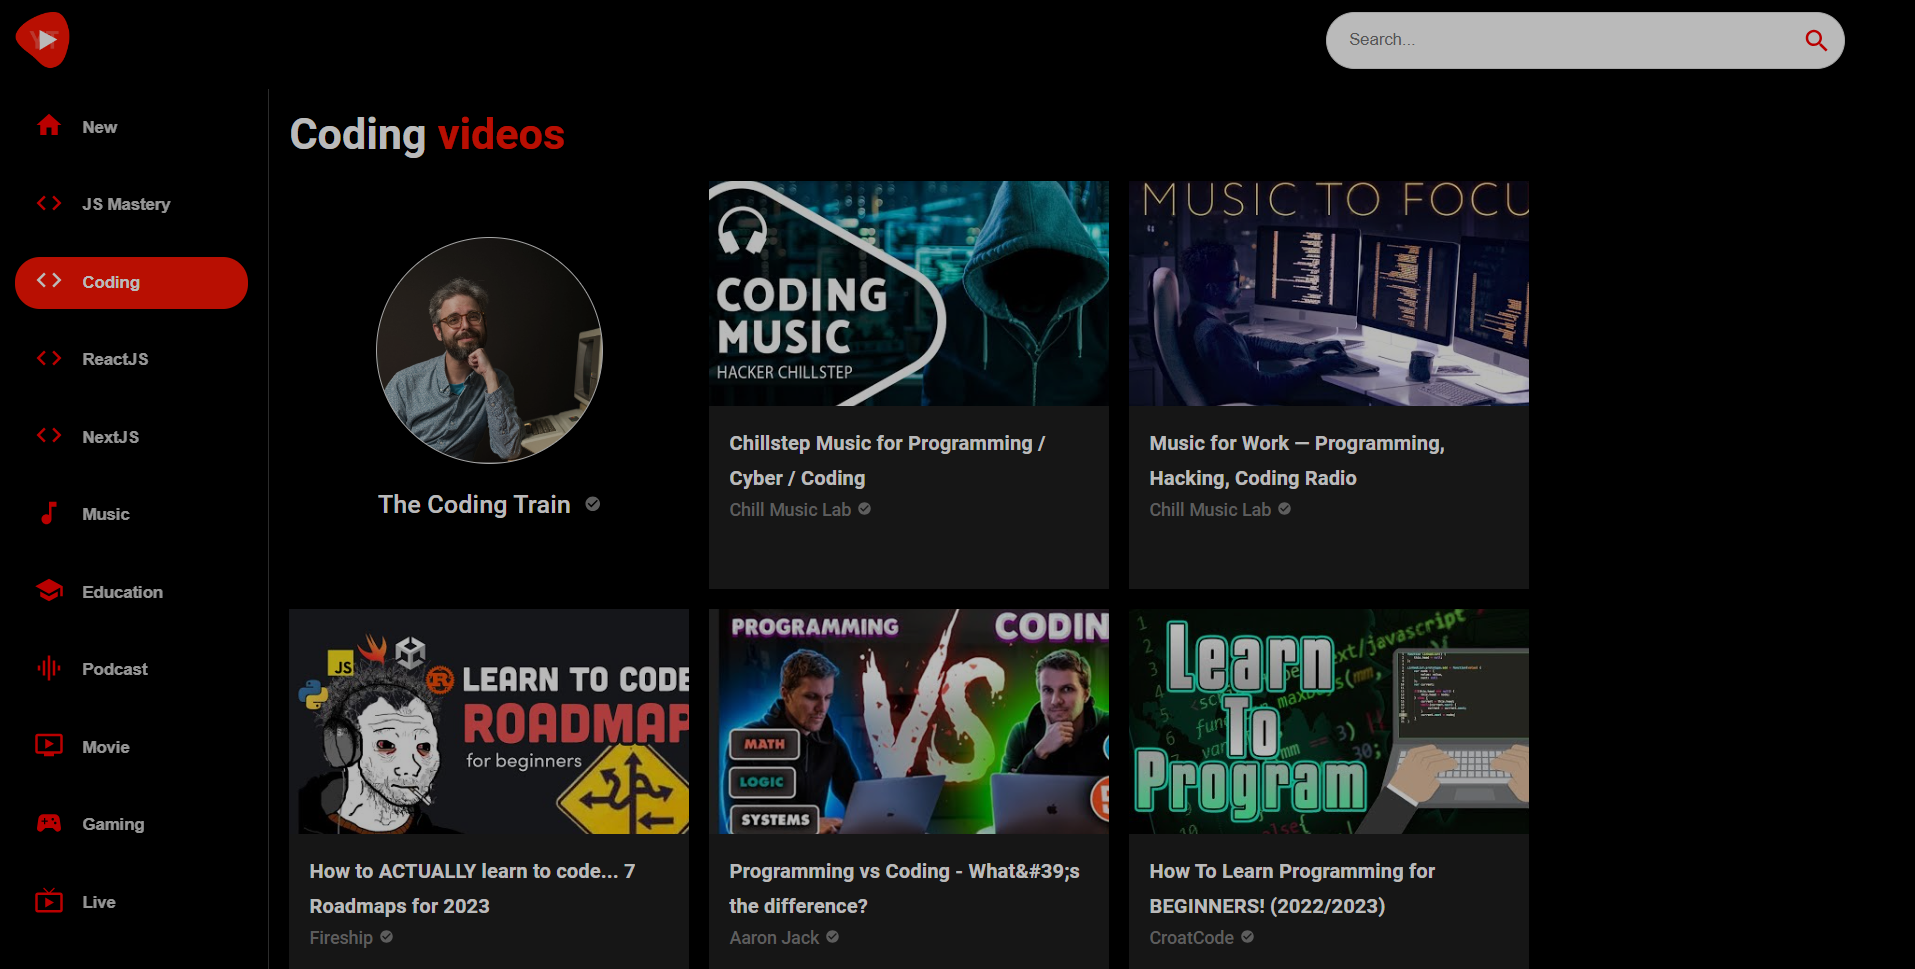 YT
Search...
New
JS Mastery
Coding
ReactJS
NextJS
Music
Education
Podcast
Movie
Gaming
Live
Coding videos
The Coding Train
CODING
MUSIC
HACKER CHILLSTEP
Chillstep Music for Programming /
Cyber / Coding
Chill Music Lab
MUSIC TO FOCU
Music for Work — Programming,
Hacking, Coding Radio
Chill Music Lab
JS
LEARN TO CODE
ROADMAP
for beginners
How to ACTUALLY learn to code... 7
Roadmaps for 2023
Fireship
PROGRAMMING
CODIN
VS
MATH
LOGIC
SYSTEMS
Programming vs Coding - What&#39;s
the difference?
Aaron Jack
Learn
To
Program
How To Learn Programming for
BEGINNERS! (2022/2023)
CroatCode